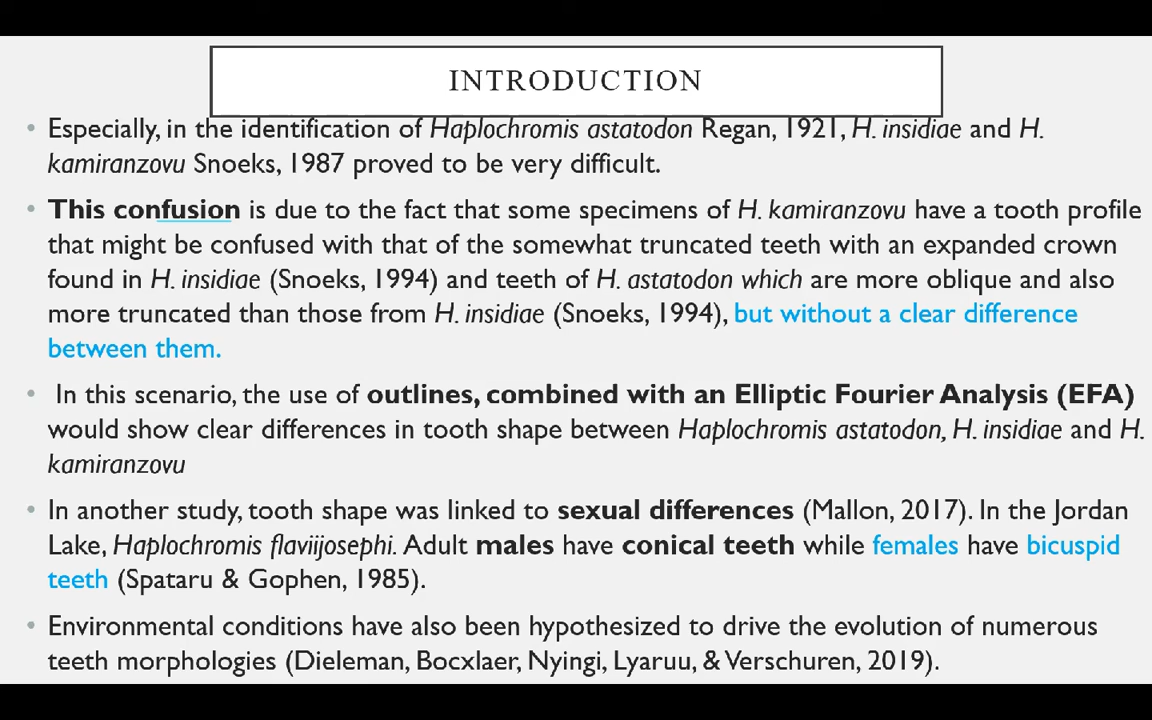 INTRODUCTION
• Especially, in the identification of Haplochromis astatodon Regan, 1921, H. insidiae and H.
kamiranzovu Snoeks, 1987 proved to be very difficult.
• This confusion is due to the fact that some specimens of H. kamiranzovu have a tooth profile
that might be confused with that of the somewhat truncated teeth with an expanded crown
found in H. insidiae (Snoeks, 1994) and teeth of H. astatodon which are more oblique and also
more truncated than those from H. insidiae (Snoeks, 1994), but without a clear difference
between them.
• In this scenario, the use of outlines, combined with an Elliptic Fourier Analysis (EFA)
would show clear differences in tooth shape between Haplochromis astatodon, H. insidiae and H.
kamiranzovu
• In another study, tooth shape was linked to sexual differences (Mallon, 2017). In the Jordan
Lake, Haplochromis flaviijosephi. Adult males have conical teeth while females have bicuspid
teeth (Spataru & Gophen, 1985).
• Environmental conditions have also been hypothesized to drive the evolution of numerous
teeth morphologies (Dieleman, Bocxlaer, Nyingi, Lyaruu, & Verschuren, 2019).